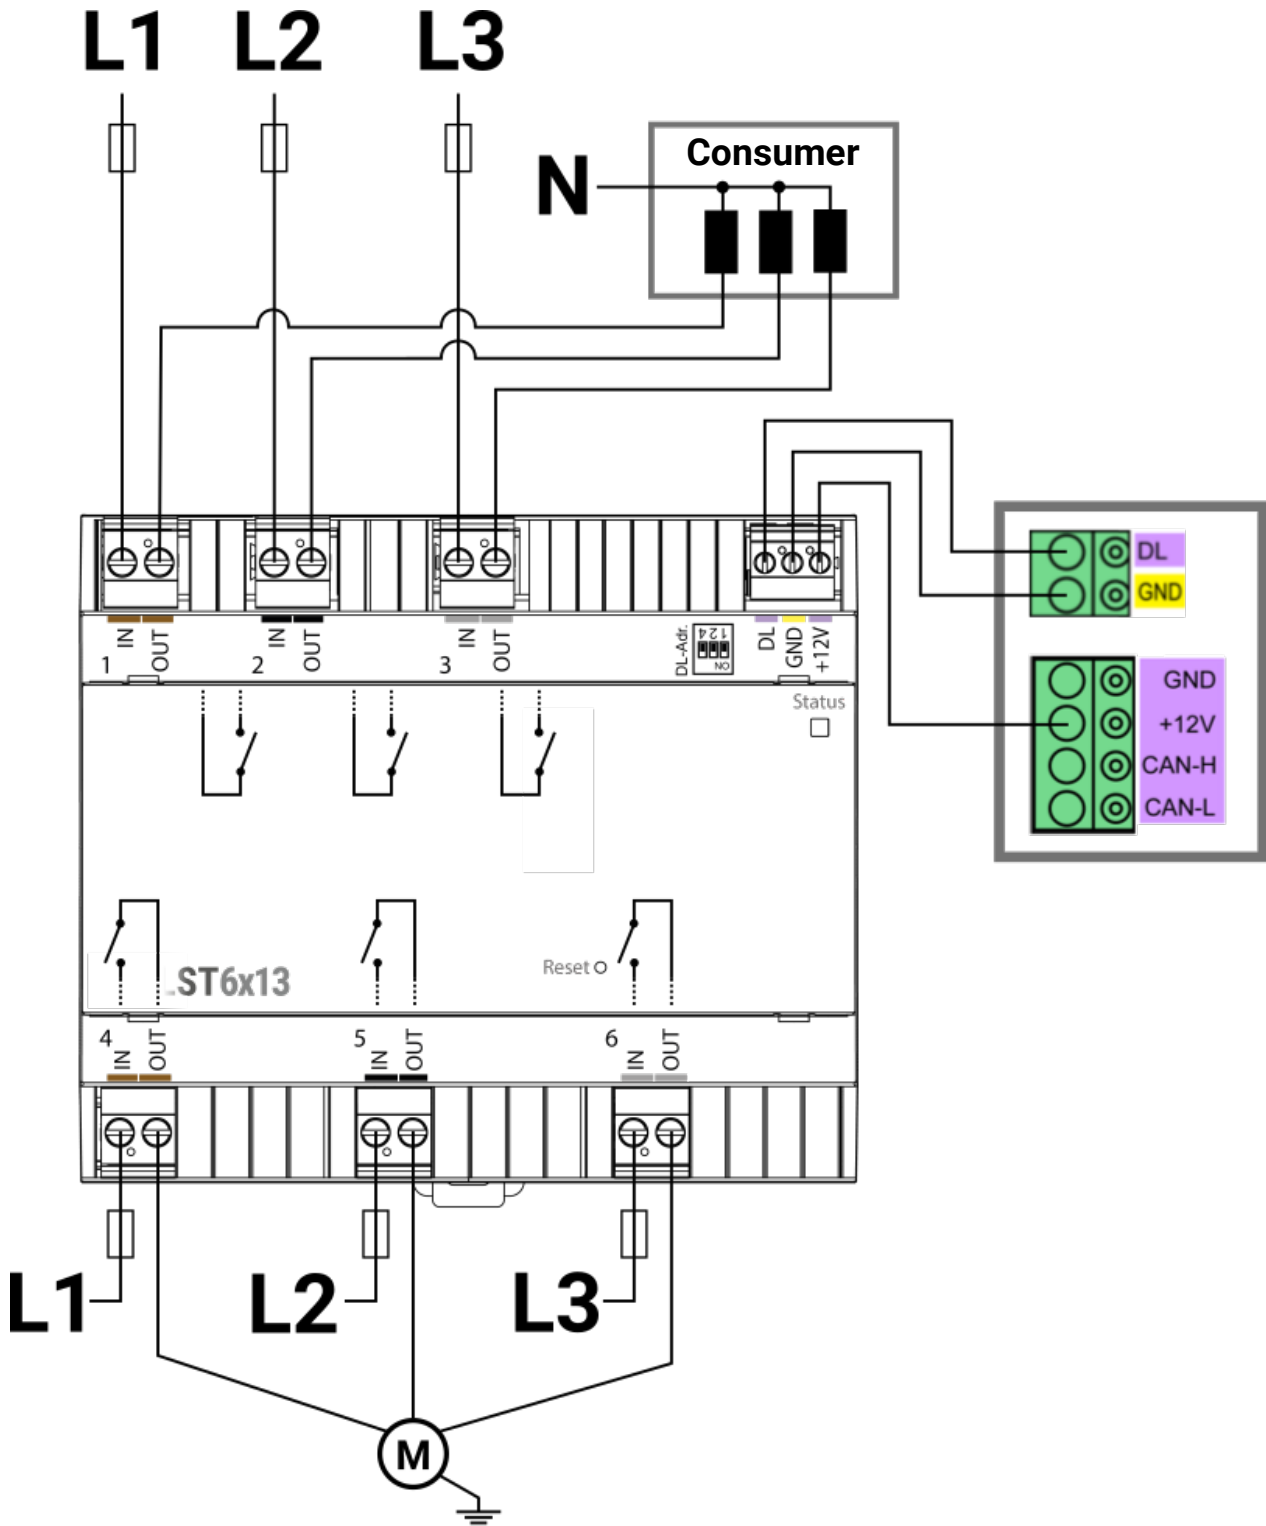 L1 L2 L3
Consumer
N
DL
GND
IN OUT IN OUT IN OUT
1 2 3
DL-Adr.
1 2 4
ON
DL GND +12V
GND
+12V
CAN-H
CAN-L
Status
Reset
ST6x13
4 IN OUT 5 IN OUT 6 IN OUT
L1 L2 L3
M